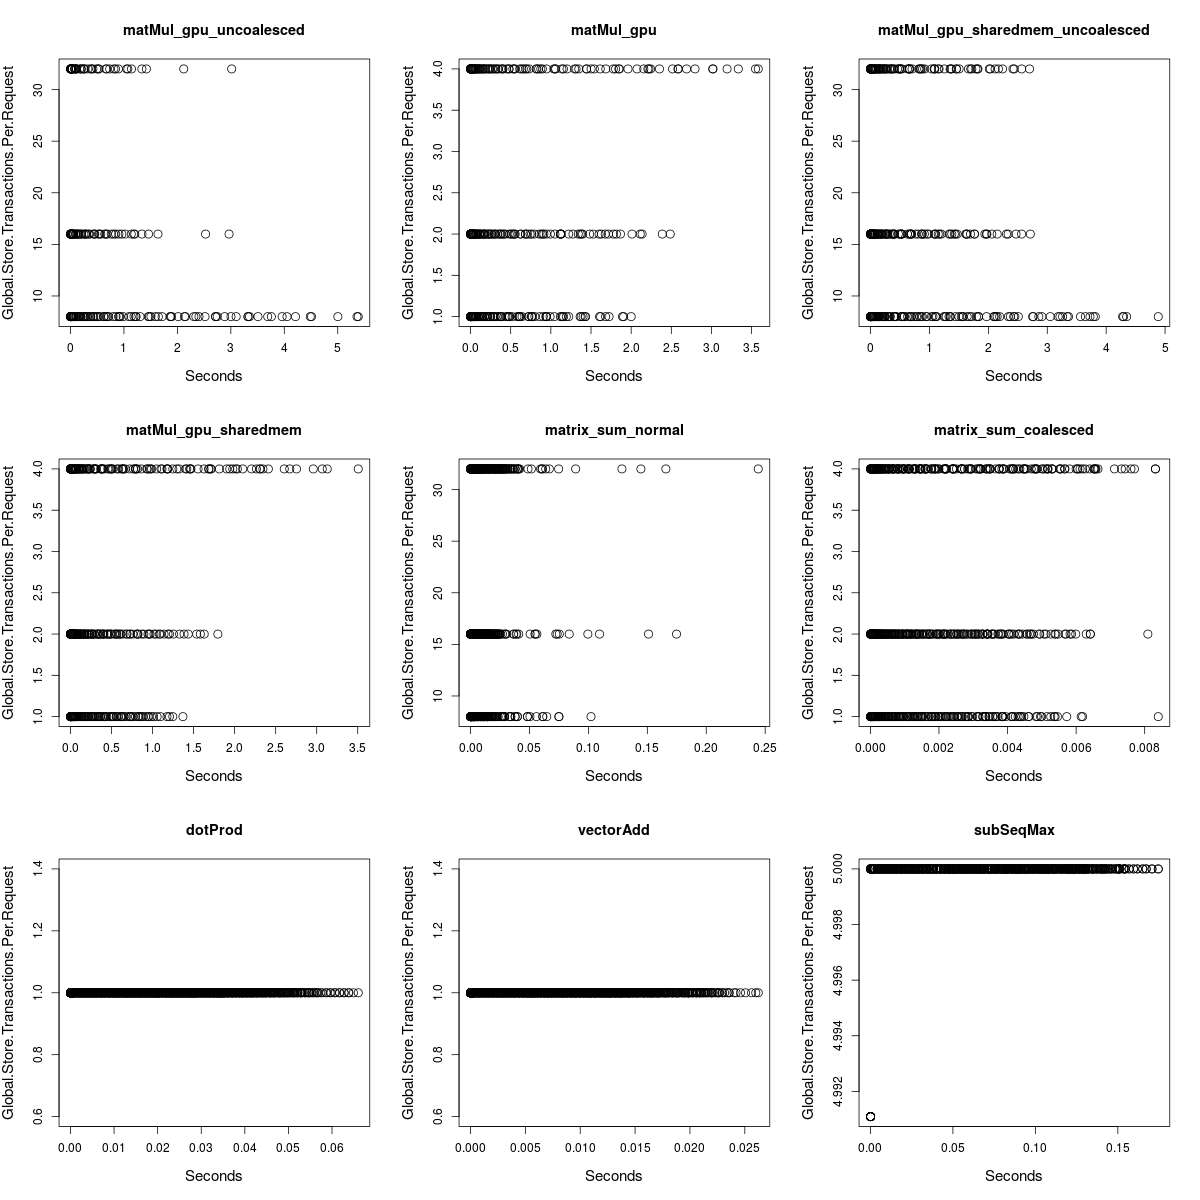 matMul_gpu_uncoalesced
Global.Store.Transactions.Per.Request
10 15 20 25 30
0 1 2 3 4 5
Seconds
matMul_gpu
Global.Store.Transactions.Per.Request
1.0 1.5 2.0 2.5 3.0 3.5 4.0
0.0 0.5 1.0 1.5 2.0 2.5 3.0 3.5
Seconds
matMul_gpu_sharedmem_uncoalesced
Global.Store.Transactions.Per.Request
10 15 20 25 30
0 1 2 3 4 5
Seconds
matMul_gpu_sharedmem
Global.Store.Transactions.Per.Request
1.0 1.5 2.0 2.5 3.0 3.5 4.0
0.0 0.5 1.0 1.5 2.0 2.5 3.0 3.5
Seconds
matrix_sum_normal
Global.Store.Transactions.Per.Request
10 15 20 25 30
0.00 0.05 0.10 0.15 0.20 0.25
Seconds
matrix_sum_coalesced
Global.Store.Transactions.Per.Request
1.0 1.5 2.0 2.5 3.0 3.5 4.0
0.000 0.002 0.004 0.006 0.008
Seconds
dotProd
Global.Store.Transactions.Per.Request
0.6 0.8 1.0 1.2 1.4
0.00 0.01 0.02 0.03 0.04 0.05 0.06
Seconds
vectorAdd
Global.Store.Transactions.Per.Request
0.6 0.8 1.0 1.2 1.4
0.000 0.005 0.010 0.015 0.020 0.025
Seconds
subSeqMax
Global.Store.Transactions.Per.Request
4.992 4.994 4.996 4.998 5.000
0.00 0.05 0.10 0.15
Seconds